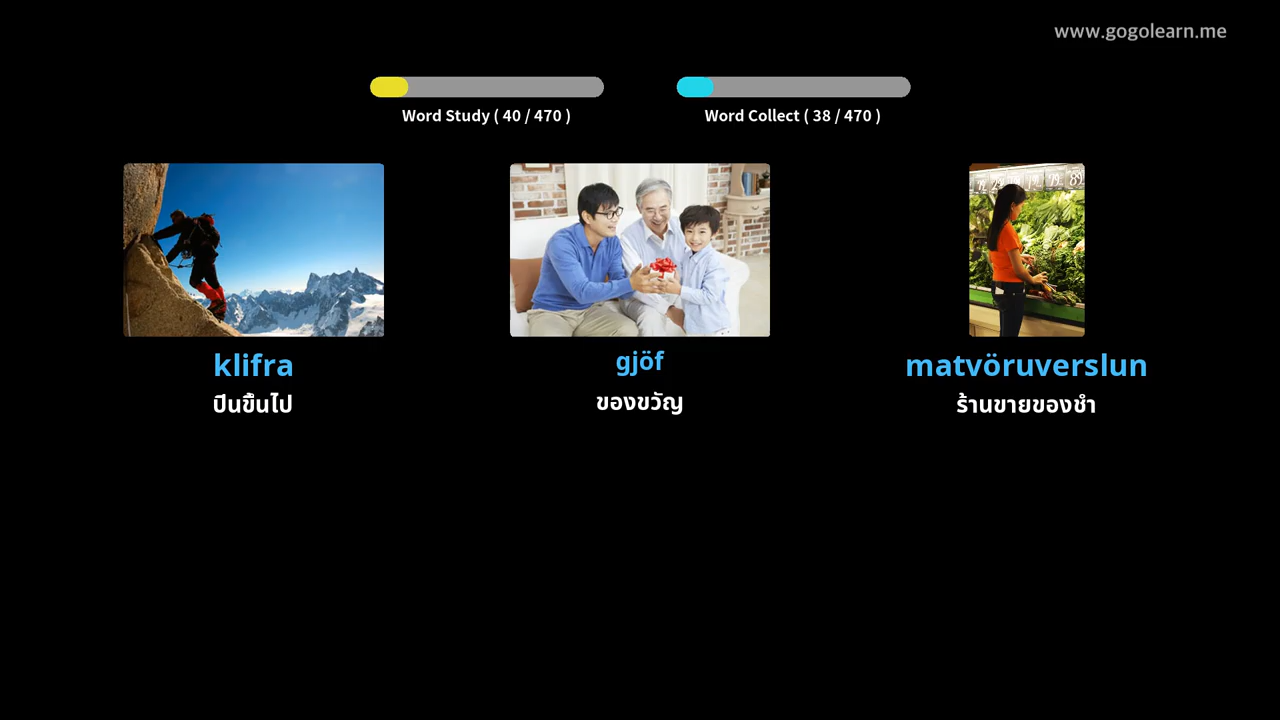 www.gogolearn.me
Word Study ( 40 / 470 )
Word Collect ( 38 / 470 )
klifra
ปีนขึ้นไป
gjöf
ของขวัญ
matvöruverslun
ร้านขายของชำ